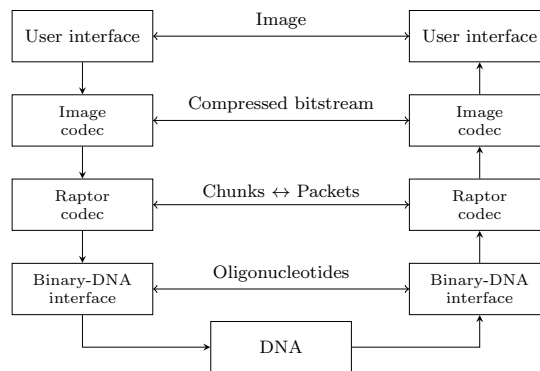 User interface
Image
User interface
Image
codec
Compressed bitstream
Image
codec
Raptor
codec
Chunks ↔ Packets
Raptor
codec
Binary-DNA
interface
Oligonucleotides
Binary-DNA
interface
DNA